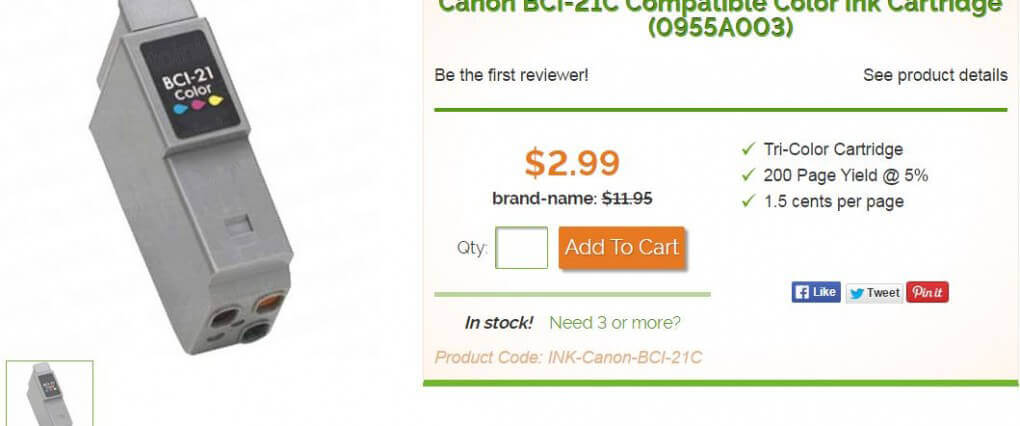 Canon BCI-21C Compatible Color Ink Cartridge
(0955A003)
BCI-21
Color
Be the first reviewer!
See product details
$2.99
brand-name: $11.95
Tri-Color Cartridge
200 Page Yield @ 5%
1.5 cents per page
Qty:
Add To Cart
Like
Tweet
Pin it
In stock! Need 3 or more?
Product Code: INK-Canon-BCI-21C